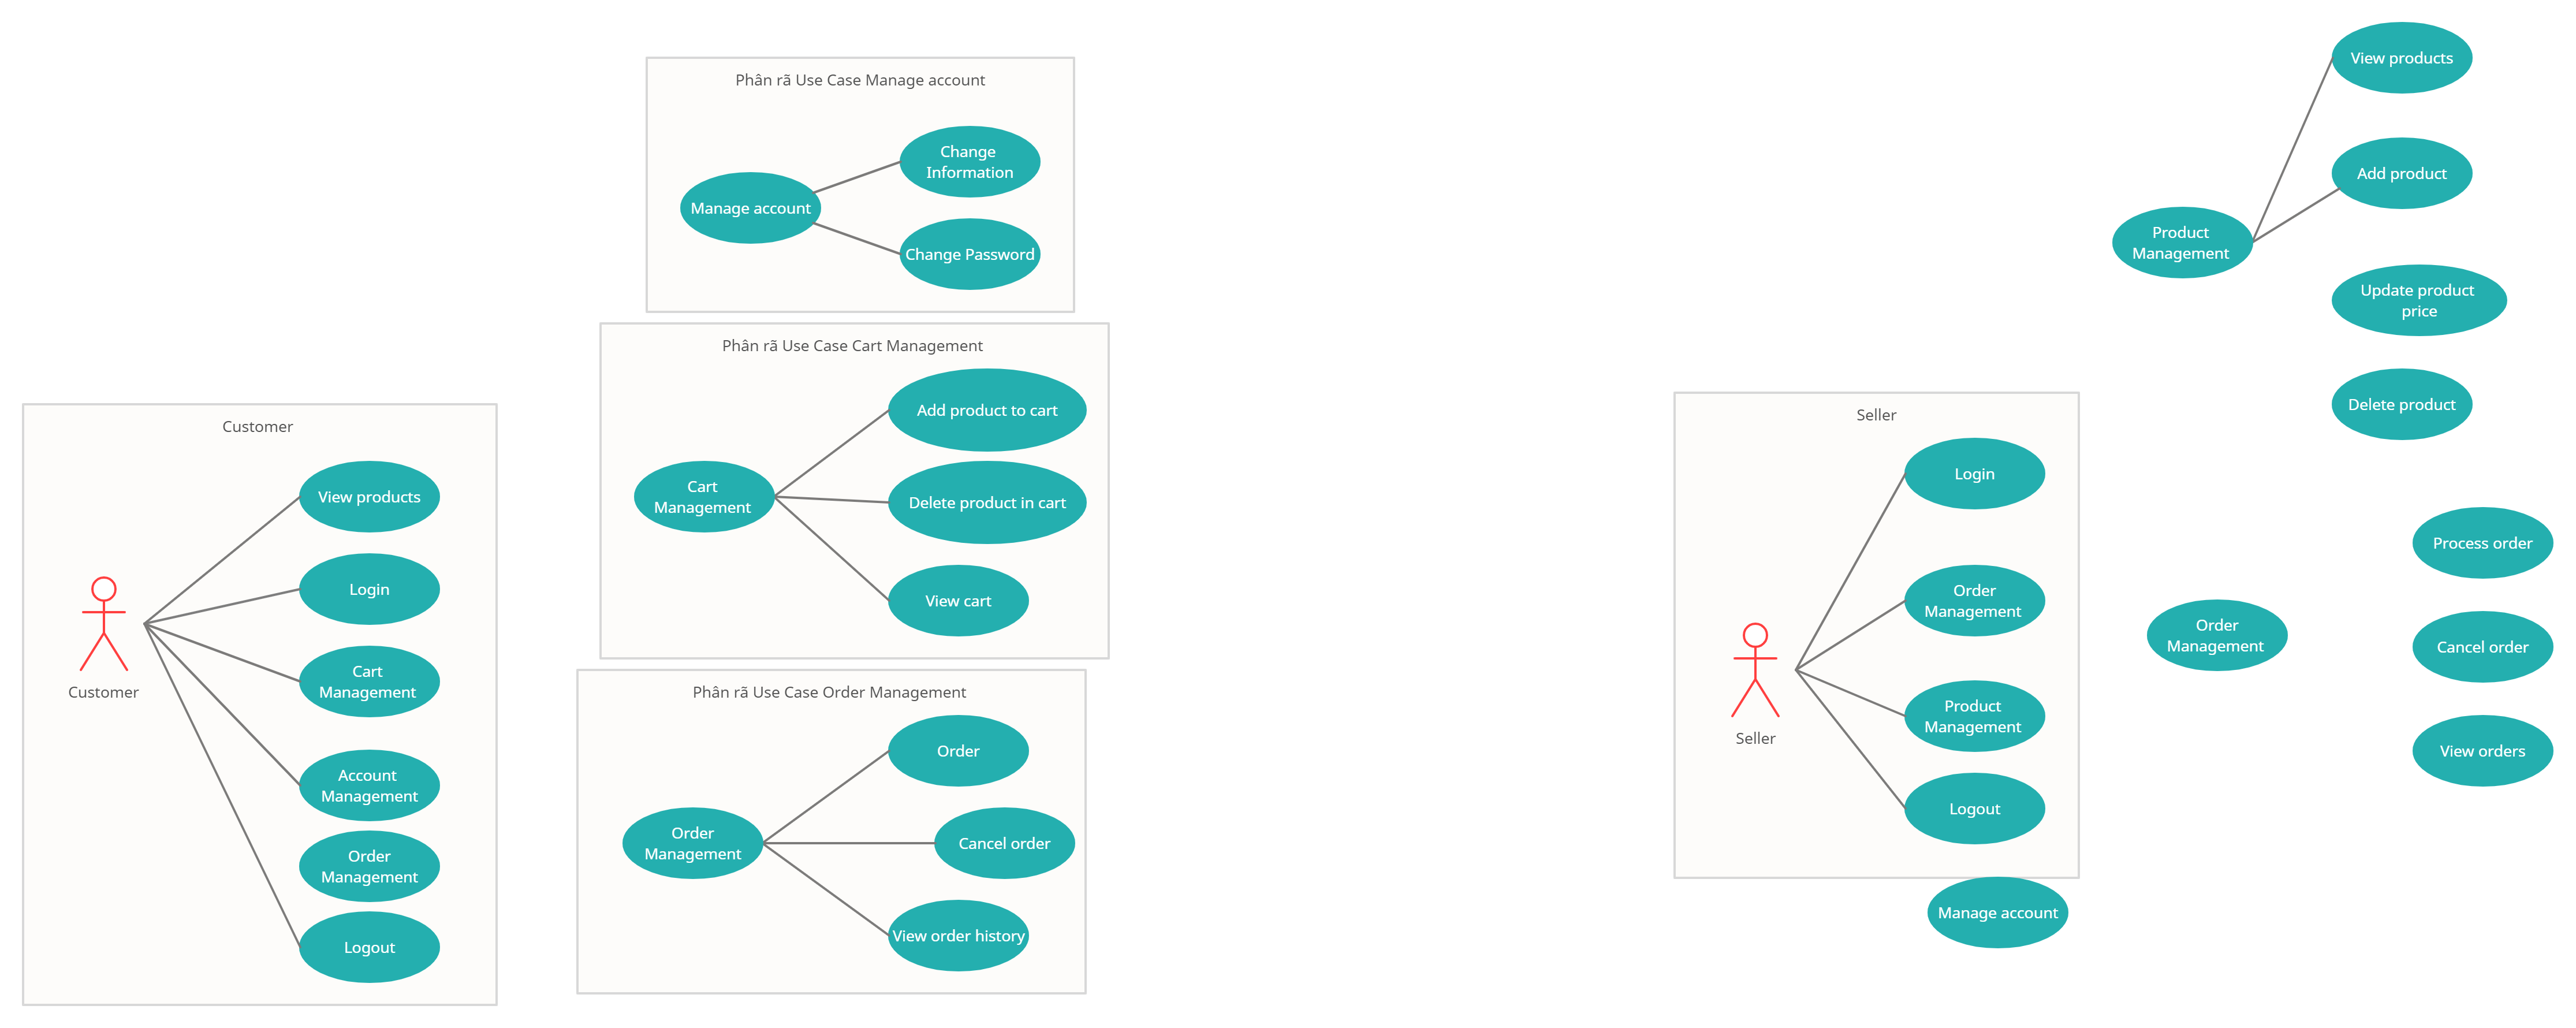 Phân rã Use Case Manage account
Manage account
Change
Information
Change Password
Phân rã Use Case Cart Management
Cart
Management
Add product to cart
Delete product in cart
View cart
Phân rã Use Case Order Management
Order
Management
Order
Cancel order
View order history
Customer
Customer
View products
Login
Cart
Management
Account
Management
Order
Management
Logout
Seller
Seller
Login
Order
Management
Product
Management
Logout
Manage account
Product
Management
View products
Add product
Update product
price
Delete product
Order
Management
Process order
Cancel order
View orders